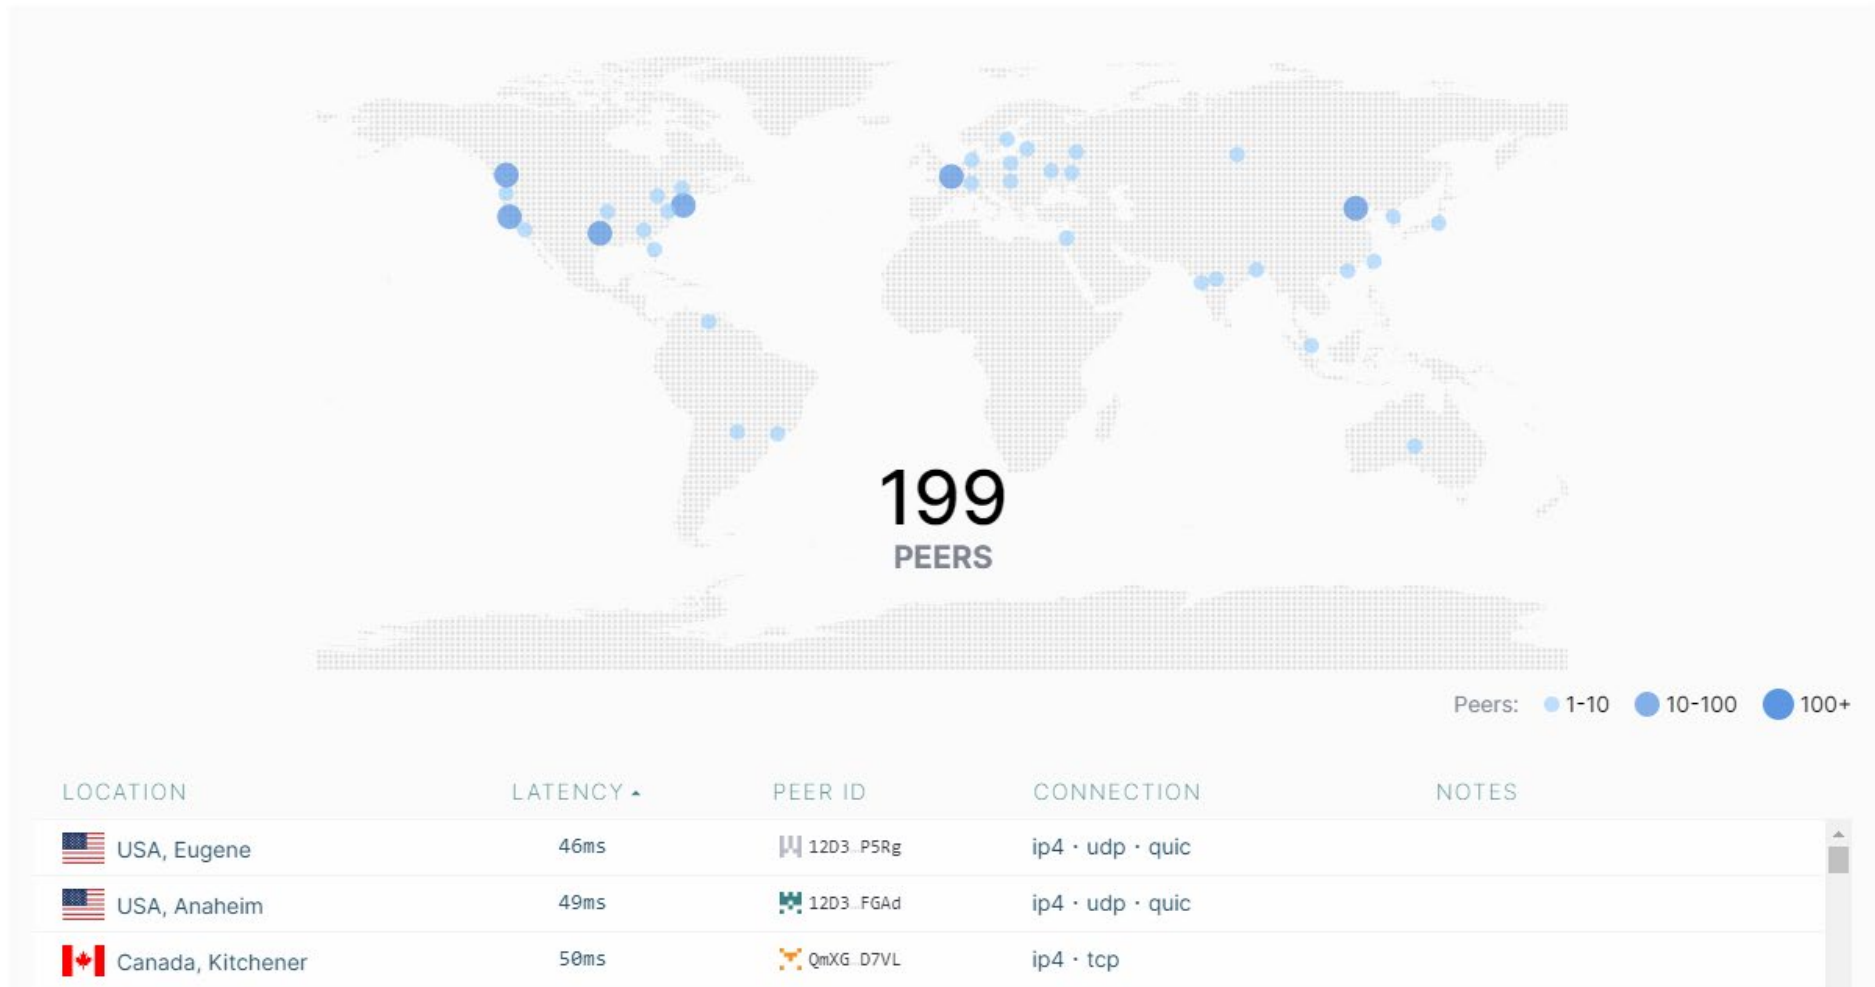 199
PEERS
Peers: 1-10 10-100 100+
LOCATION LATENCY PEER ID CONNECTION NOTES
USA, Eugene 46ms 12D3…P5Rg ip4 · udp · quic
USA, Anaheim 49ms 12D3…FGAd ip4 · udp · quic
Canada, Kitchener 50ms QmXG…D7VL ip4 · tcp